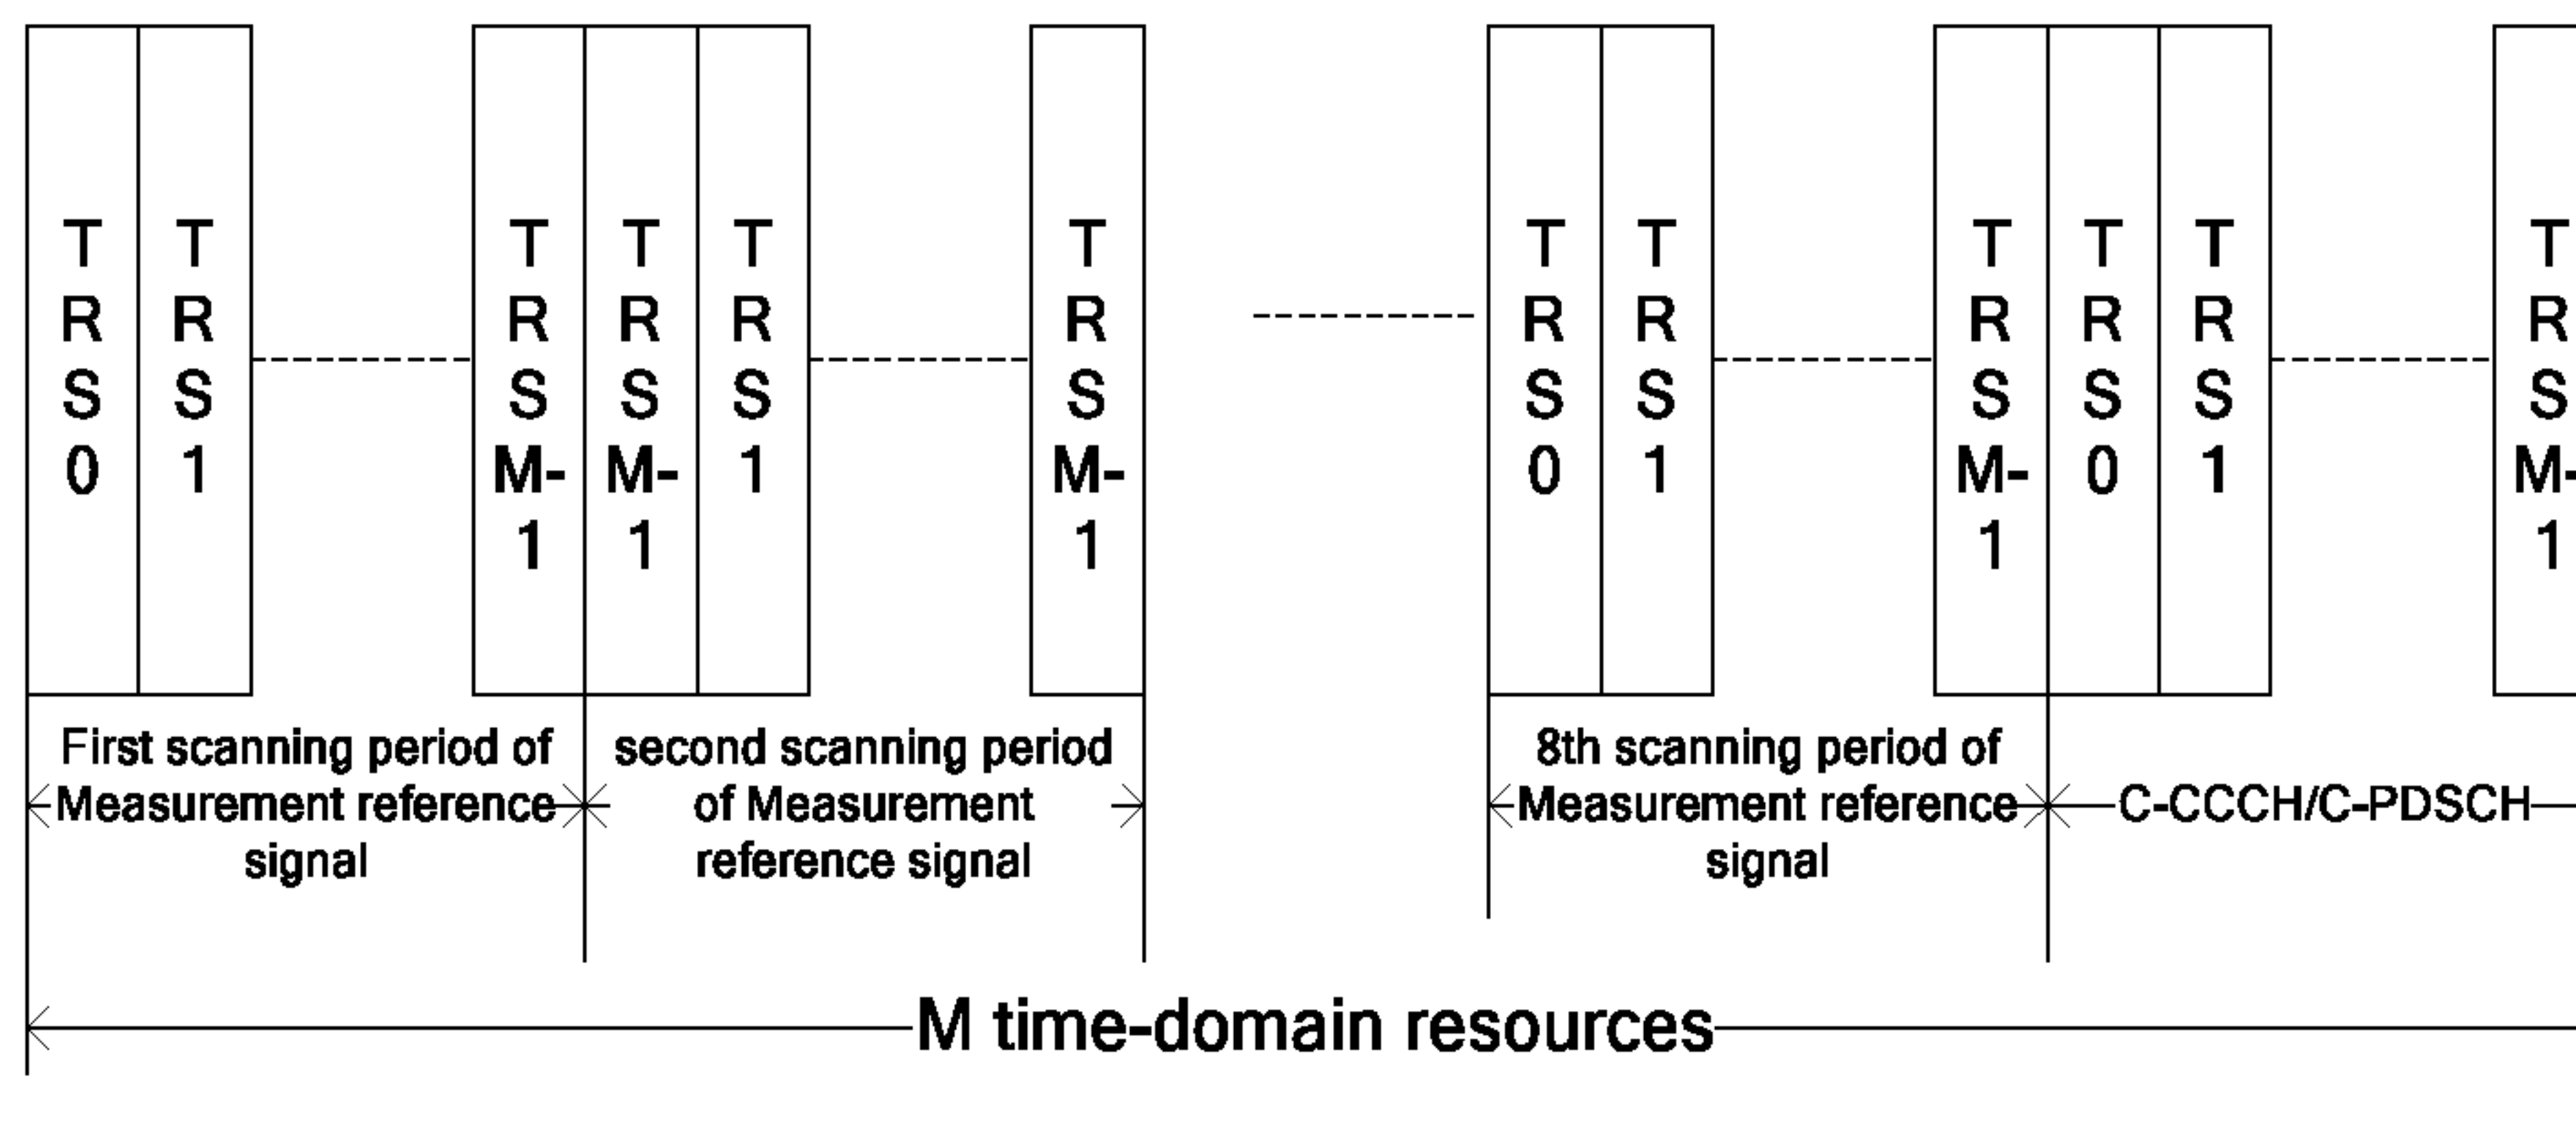 T
R
S
0
T
R
S
1
T
R
S
M-
1
T
R
S
M-
1
T
R
S
1
T
R
S
M-
1
T
R
S
0
T
R
S
1
T
R
S
M-
1
T
R
S
0
T
R
S
1
T
R
S
M-
1
First scanning period of
Measurement reference
signal
second scanning period
of Measurement
reference signal
8th scanning period of
Measurement reference
signal
C-CCCH/C-PDSCH
M time-domain resources